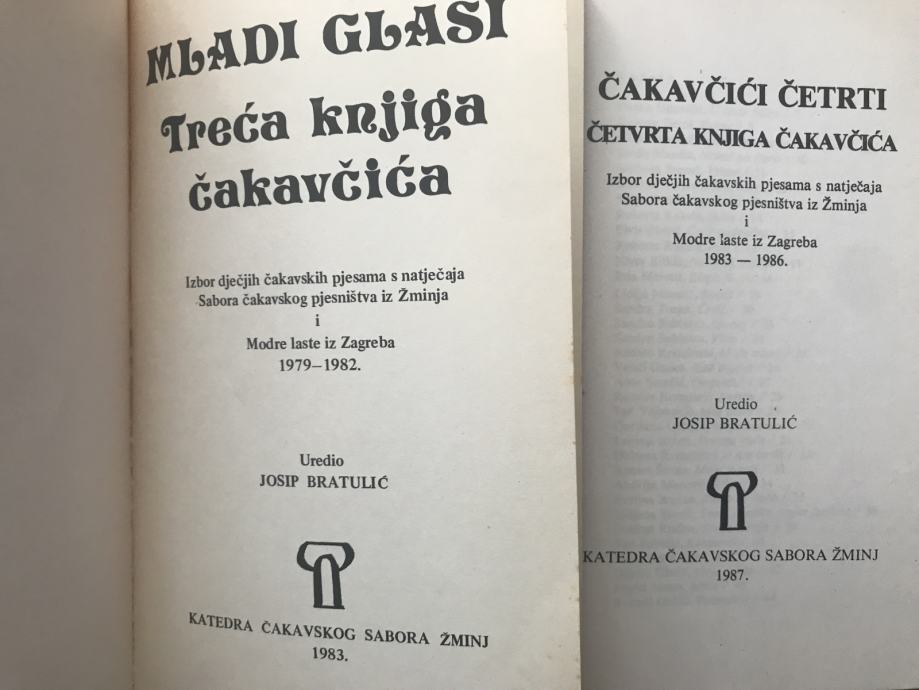 MLADI GLASI
Treća knjiga
čakavčića
Izbor dječjih čakavskih pjesama s natječaja
Sabora čakavskog pjesništva iz Žminja
i
Modre laste iz Zagreba
1979–1982.
Uredio
JOSIP BRATULIĆ
KATEDRA ČAKAVSKOG SABORA ŽMINJ
1983.
ČAKAVČIĆI ČETRTI
ČETVRTA KNJIGA ČAKAVČIĆA
Izbor dječjih čakavskih pjesama s natječaja
Sabora čakavskog pjesništva iz Žminja
i
Modre laste iz Zagreba
1983 — 1986.
Uredio
JOSIP BRATULIĆ
KATEDRA ČAKAVSKOG SABORA ŽMINJ
1987.